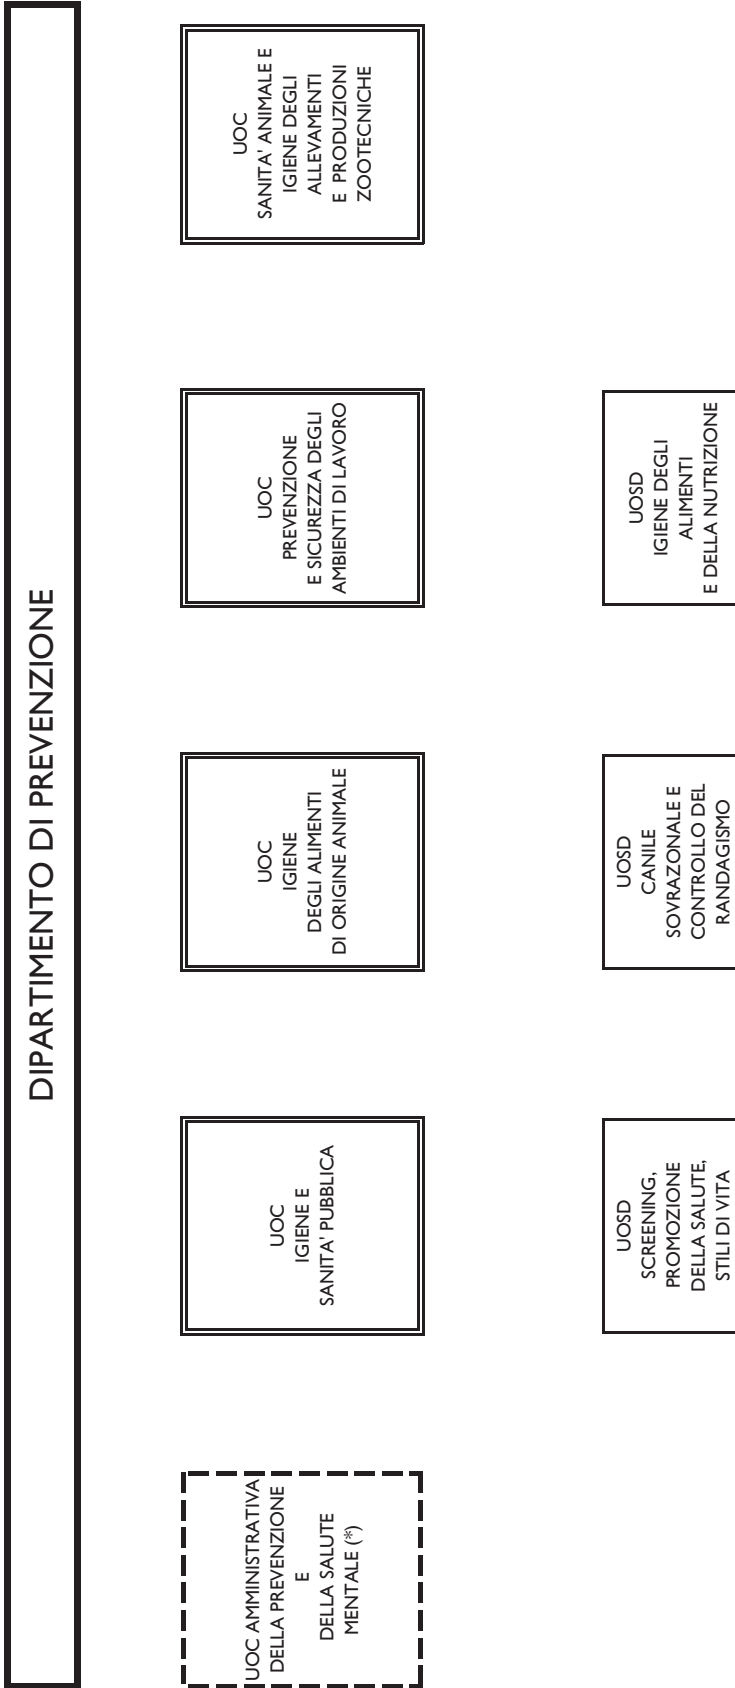 DIPARTIMENTO DI PREVENZIONE
UOC AMMINISTRATIVA
DELLA PREVENZIONE
E
DELLA SALUTE
MENTALE (*)
UOC
IGIENE E
SANITA' PUBBLICA
UOC
IGIENE
DEGLI ALIMENTI
DI ORIGINE ANIMALE
UOC
PREVENZIONE
E SICUREZZA DEGLI
AMBIENTI DI LAVORO
UOC
SANITA' ANIMALE E
IGIENE DEGLI
ALLEVAMENTI
E PRODUZIONI
ZOOTECNICHE
UOSD
SCREENING,
PROMOZIONE
DELLA SALUTE,
STILI DI VITA
UOSD
CANILE
SOVRAZONALE E
CONTROLLO DEL
RANDAGISMO
UOSD
IGIENE DEGLI
ALIMENTI
E DELLA NUTRIZIONE